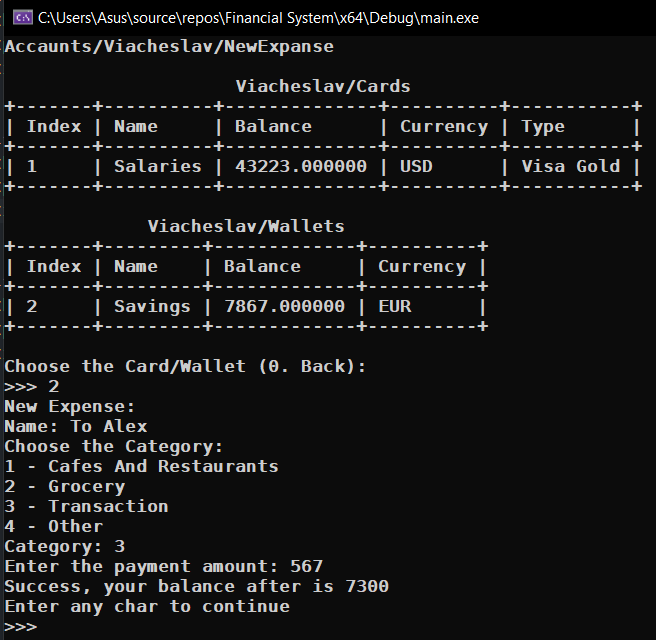 C:\Users\Asus\source\repos\Financial System\x64\Debug\main.exe
Accaunts/Viacheslav/NewExpanse
Viacheslav/Cards
+-------+----------+--------------+----------+-----------+
| Index | Name     | Balance      | Currency | Type      |
+-------+----------+--------------+----------+-----------+
| 1     | Salaries | 43223.000000 | USD      | Visa Gold |
+-------+----------+--------------+----------+-----------+
Viacheslav/Wallets
+-------+---------+-------------+----------+
| Index | Name    | Balance     | Currency |
+-------+---------+-------------+----------+
| 2     | Savings | 7867.000000 | EUR      |
+-------+---------+-------------+----------+
Choose the Card/Wallet (0. Back):
>>> 2
New Expense:
Name: To Alex
Choose the Category:
1 - Cafes And Restaurants
2 - Grocery
3 - Transaction
4 - Other
Category: 3
Enter the payment amount: 567
Success, your balance after is 7300
Enter any char to continue
>>>